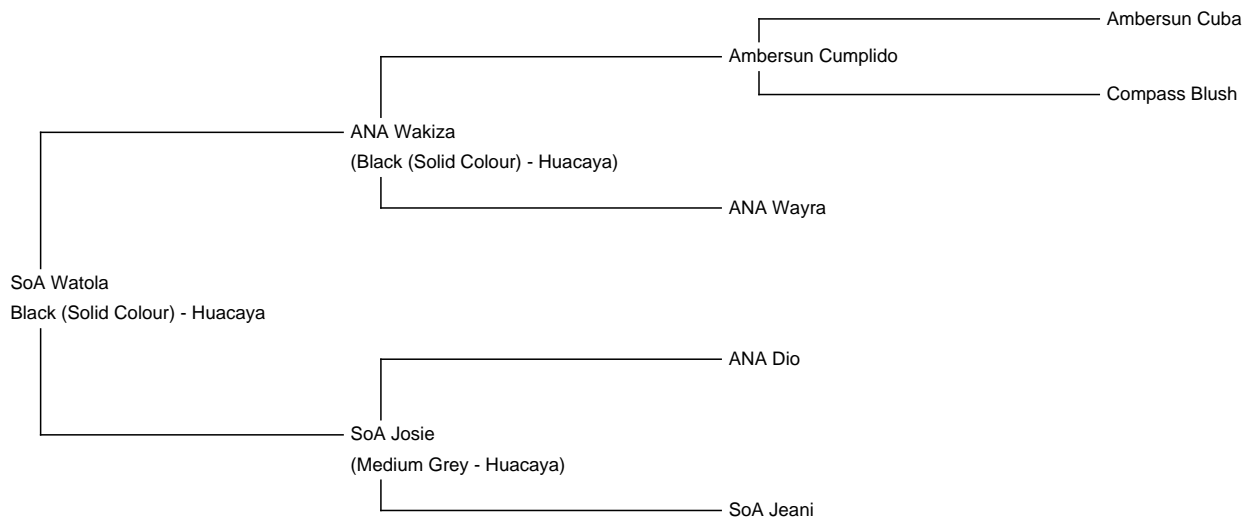 Ambersun Cuba
Ambersun Cumplido
Compass Blush
ANA Wakiza
(Black (Solid Colour) - Huacaya)
ANA Wayra
SoA Watola
Black (Solid Colour) - Huacaya
ANA Dio
SoA Josie
(Medium Grey - Huacaya)
SoA Jeani